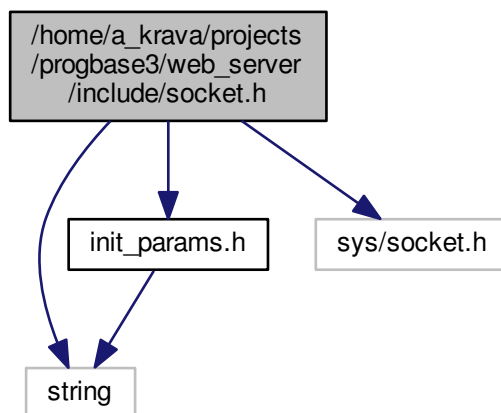 /home/a_krava/projects
/progbase3/web_server
/include/socket.h
init_params.h
sys/socket.h
string